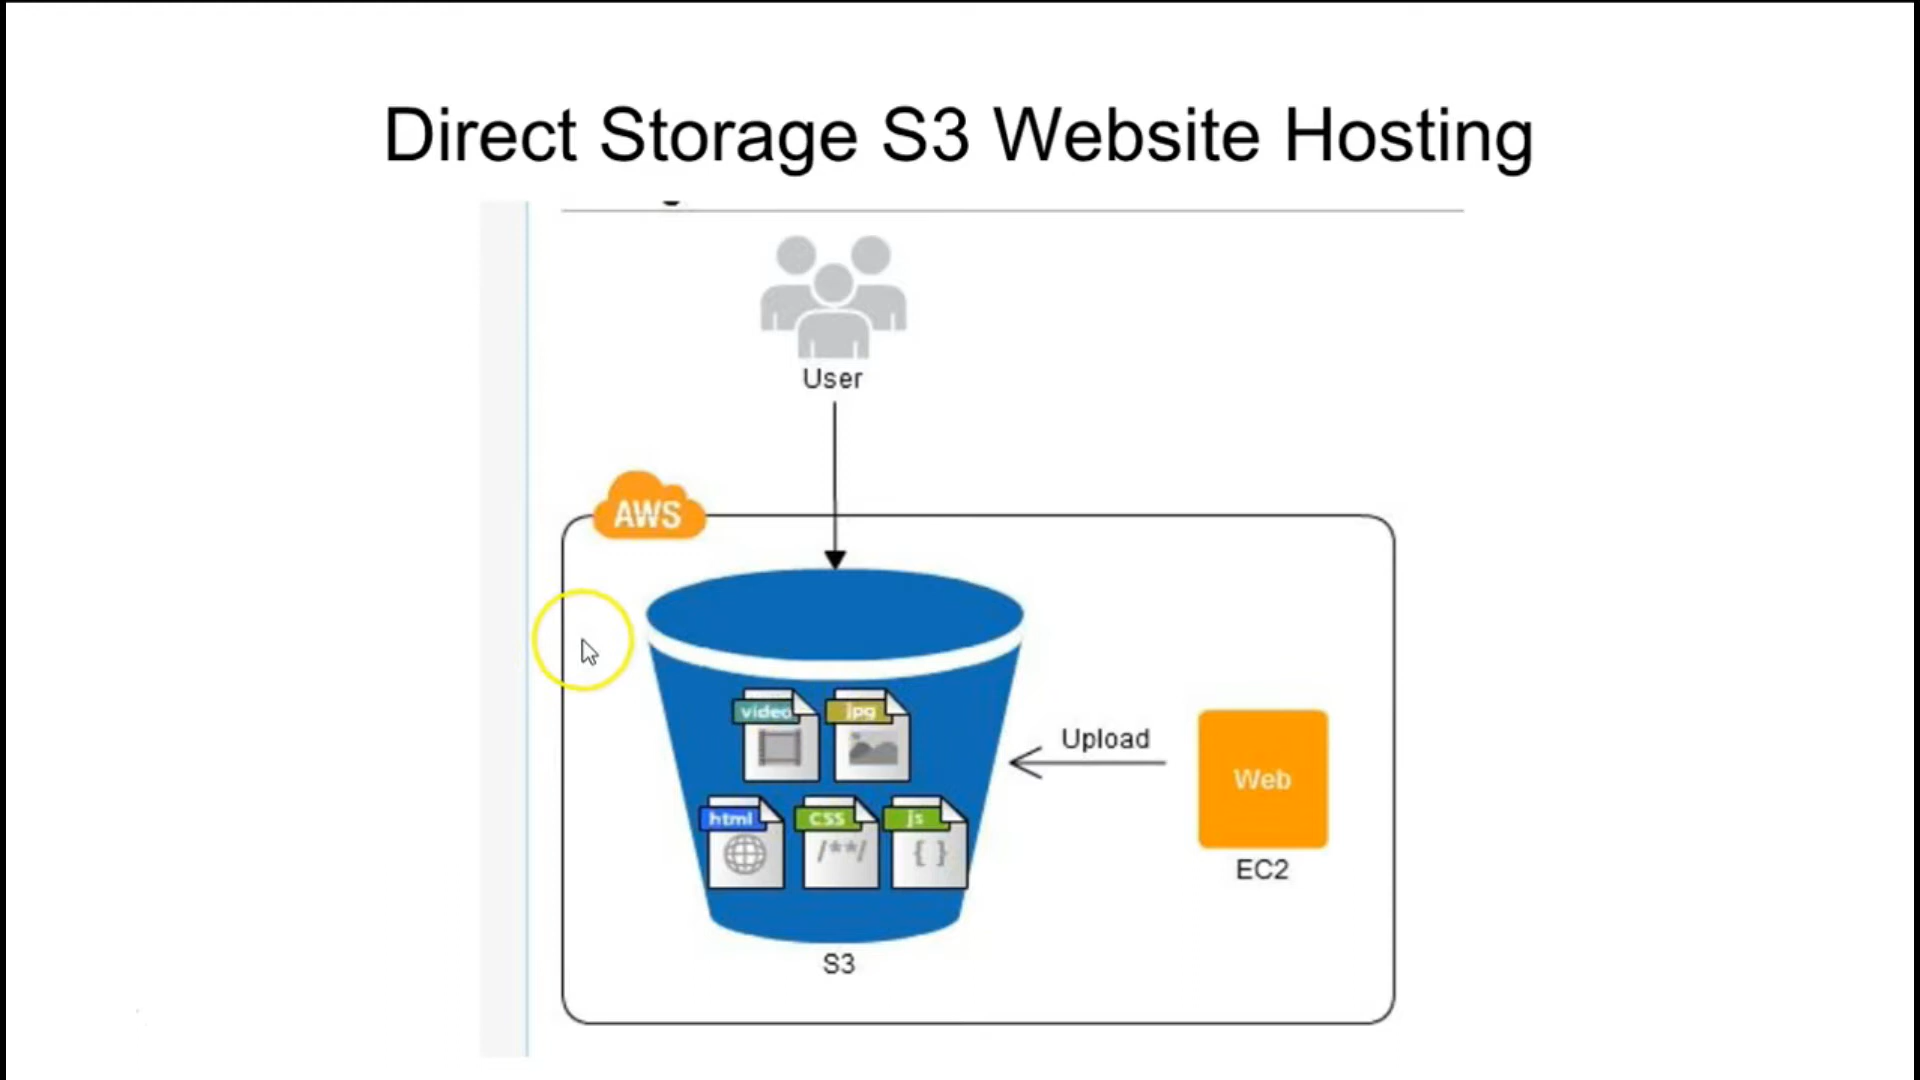 Direct Storage S3 Website Hosting
User
AWS
video jpg
Upload
Web
html CSS js
/**/ { }
EC2
S3